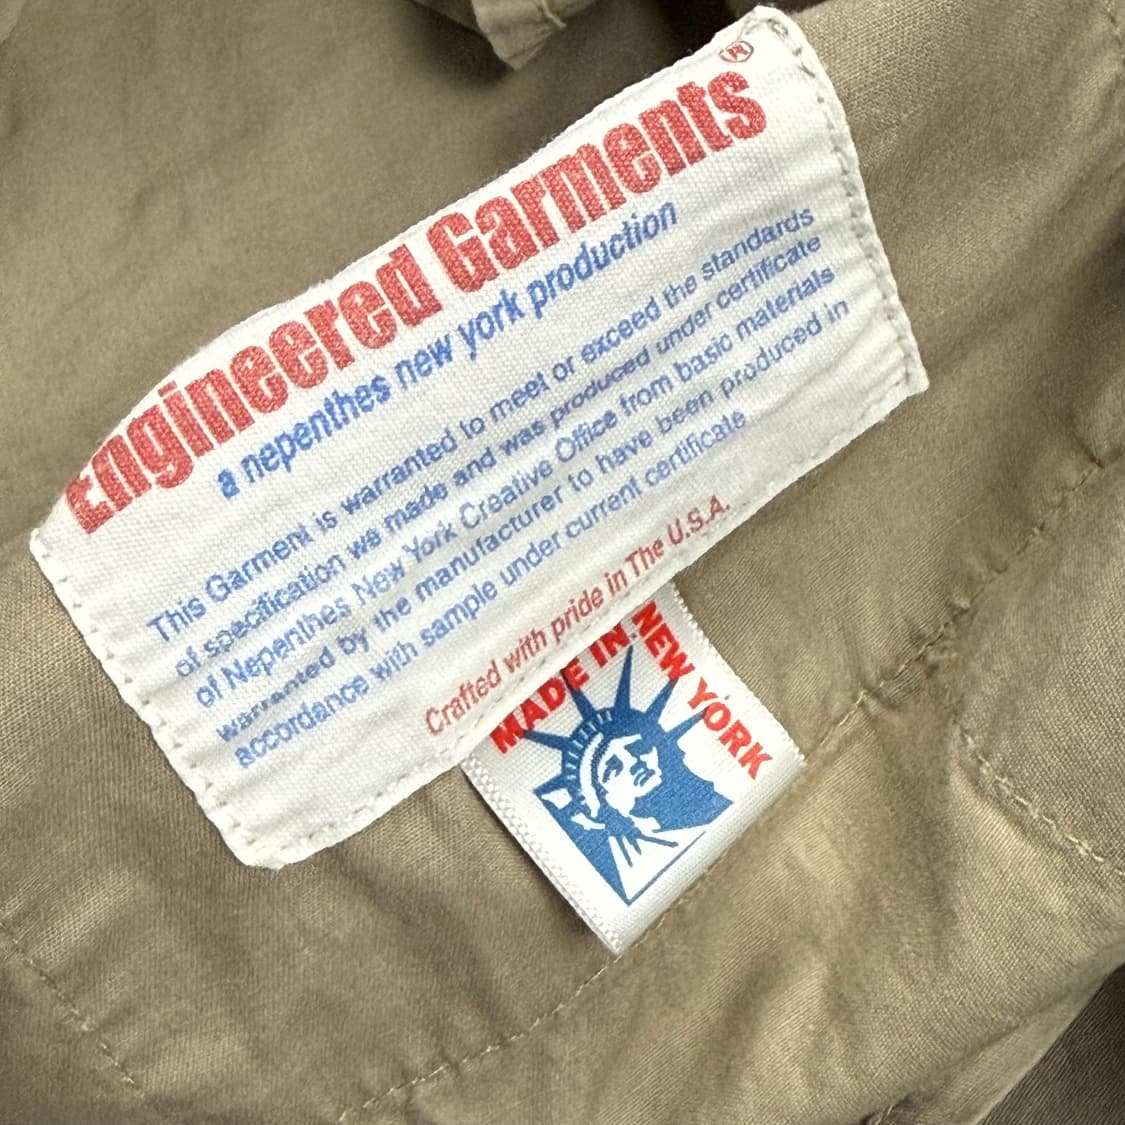 Engineered Garments®
a nepenthes new york production
This Garment is warranted to meet or exceed the standards
of specification we made and was produced under certificate
of Nepenthes New York Creative Office from basic materials
warranted by the manufacturer to have been produced in
accordance with sample under current certificate
Crafted with pride in The U.S.A.
MADE IN NEW YORK